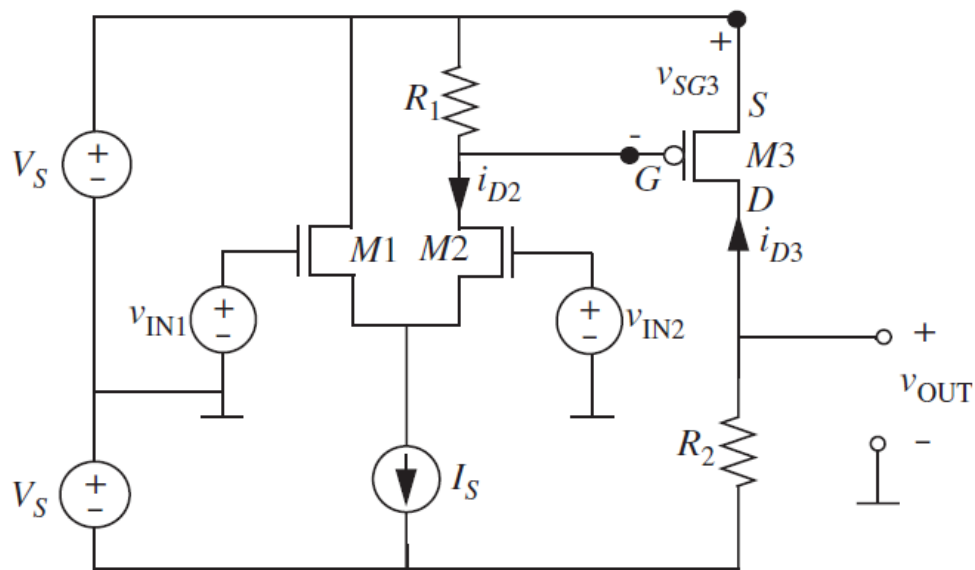 +
v_SG3
R_1
S
-
V_S
+
-
G
M3
i_D2
D
M1
M2
i_D3
v_IN1
+
-
+
-
v_IN2
+
v_OUT
R_2
-
V_S
+
-
I_S